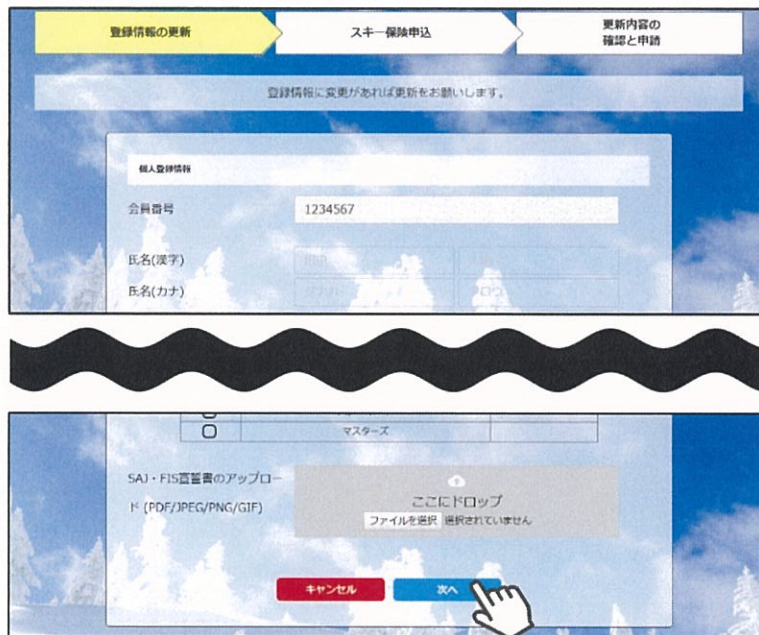 登録情報の更新
スキー保険申込
更新内容の
確認と申請
登録情報に変更があれば更新をお願いします。
個人登録情報
会員番号
1234567
氏名(漢字)
氏名(カナ)
マスターズ
SAJ・FIS宣誓書のアップロー
ド (PDF/JPEG/PNG/GIF)
ここにドロップ
ファイルを選択 選択されていません
キャンセル
次へ